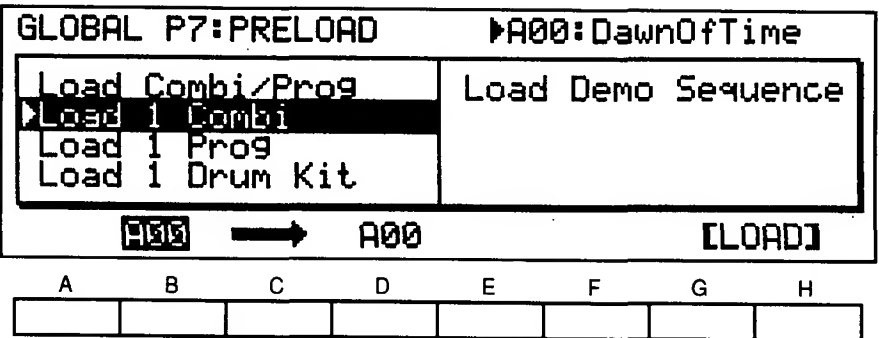 GLOBAL P7:PRELOAD ▶A00:DawnOfTime
Load Combi/Prog
Load 1 Combi
Load 1 Prog
Load 1 Drum Kit
Load Demo Sequence
A00 → A00 [LOAD]
A B C D E F G H